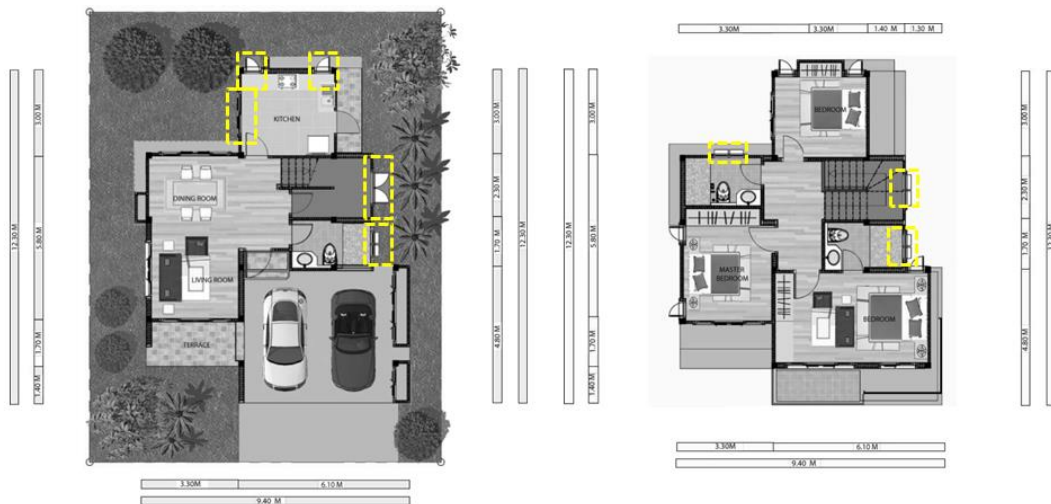 3.30M 3.30M 1.40 M 1.30 M
12.30 M
3.00 M
5.80 M
1.70 M
1.40 M
KITCHEN
DINING ROOM
LIVING ROOM
TERRACE
3.00 M
2.30 M
1.70 M
4.80 M
12.30 M
3.30M 6.10 M
9.40 M
12.30 M
3.00 M
5.80 M
1.70 M
1.40 M
BEDROOM
MASTER
BEDROOM
BEDROOM
3.00 M
2.30 M
1.70 M
4.80 M
12.30 M
3.30M 6.10 M
9.40 M